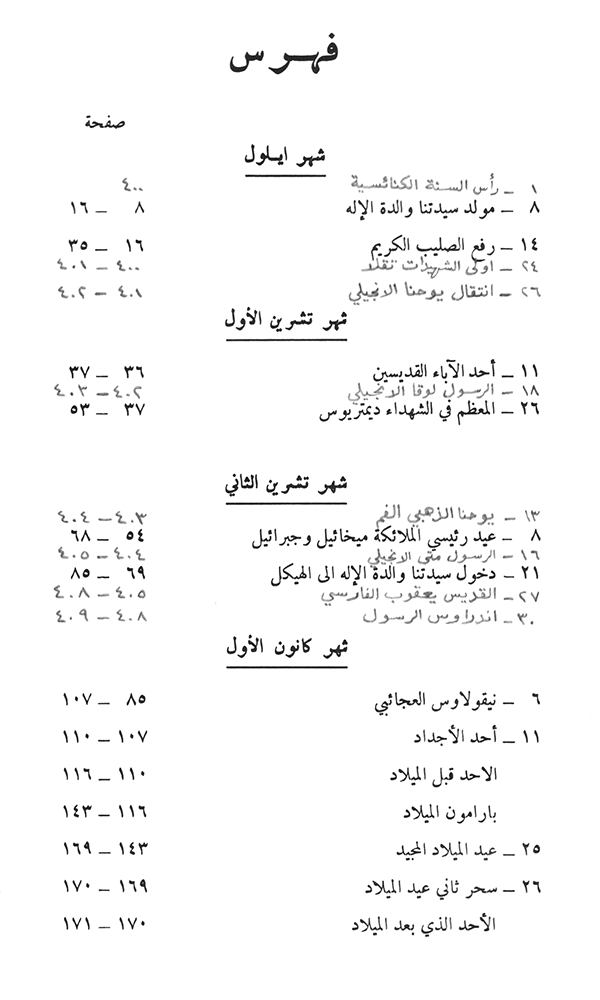 فهرس
صفحة
شهر ايلول
١ – رأس السنة الكنائسية ٤٠٠
٨ – مولد سيدتنا والدة الإله ٨ – ١٦
١٤ – رفع الصليب الكريم ١٦ – ٣٥
٢٤ – اولى الشهيدات تقلا ٤٠٠ – ٤٠١
٢٦ – انتقال يوحنا الانجيلي ٤٠١ – ٤٠٢
شهر تشرين الأول
١١ – أحد الآباء القديسين ٣٦ – ٣٧
١٨ – الرسول لوقا الانجيلي ٤٠٢ – ٤٠٣
٢٦ – المعظم في الشهداء ديمتريوس ٣٧ – ٥٣
شهر تشرين الثاني
١٣ – يوحنا الذهبي الفم ٤٠٣ – ٤٠٤
٨ – عيد رئيسي الملائكة ميخائيل وجبرائيل ٥٤ – ٦٨
١٦ – الرسول متى الانجيلي ٤٠٤ – ٤٠٥
٢١ – دخول سيدتنا والدة الإله الى الهيكل ٦٩ – ٨٥
٢٧ – القديس يعقوب الفارسي ٤٠٥ – ٤٠٨
٣٠ – اندراوس الرسول ٤٠٨ – ٤٠٩
شهر كانون الأول
٦ – نيقولاوس العجائبي ٨٥ – ١٠٧
١١ – أحد الأجداد ١٠٧ – ١١٠
الاحد قبل الميلاد ١١٠ – ١١٦
بارامون الميلاد ١١٦ – ١٤٣
٢٥ – عيد الميلاد المجيد ١٤٣ – ١٦٩
٢٦ – سحر ثاني عيد الميلاد ١٦٩ – ١٧٠
الأحد الذي بعد الميلاد ١٧٠ – ١٧١